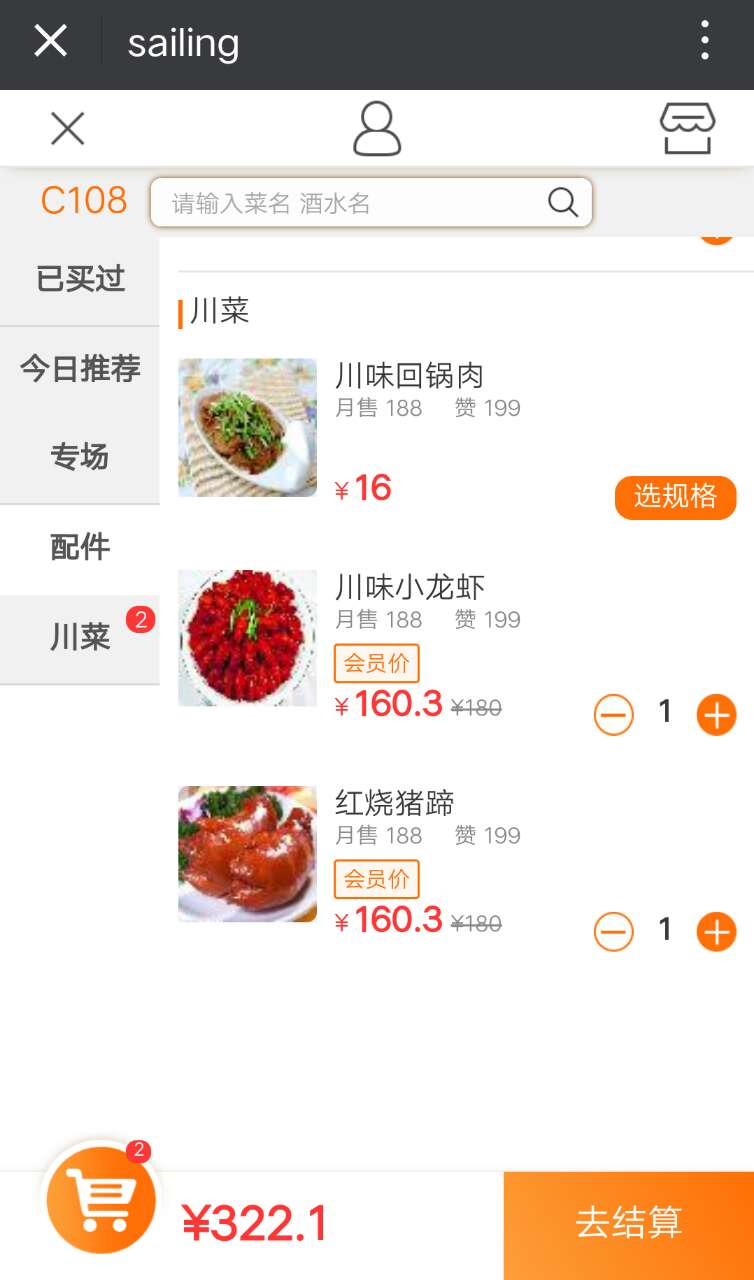 sailing
C108
请输入菜名 酒水名
已买过
今日推荐
专场
配件
川菜 2
川菜
川味回锅肉
月售 188 赞 199
¥16
选规格
川味小龙虾
月售 188 赞 199
会员价
¥160.3 ¥180
1
红烧猪蹄
月售 188 赞 199
会员价
¥160.3 ¥180
1
2
¥322.1
去结算